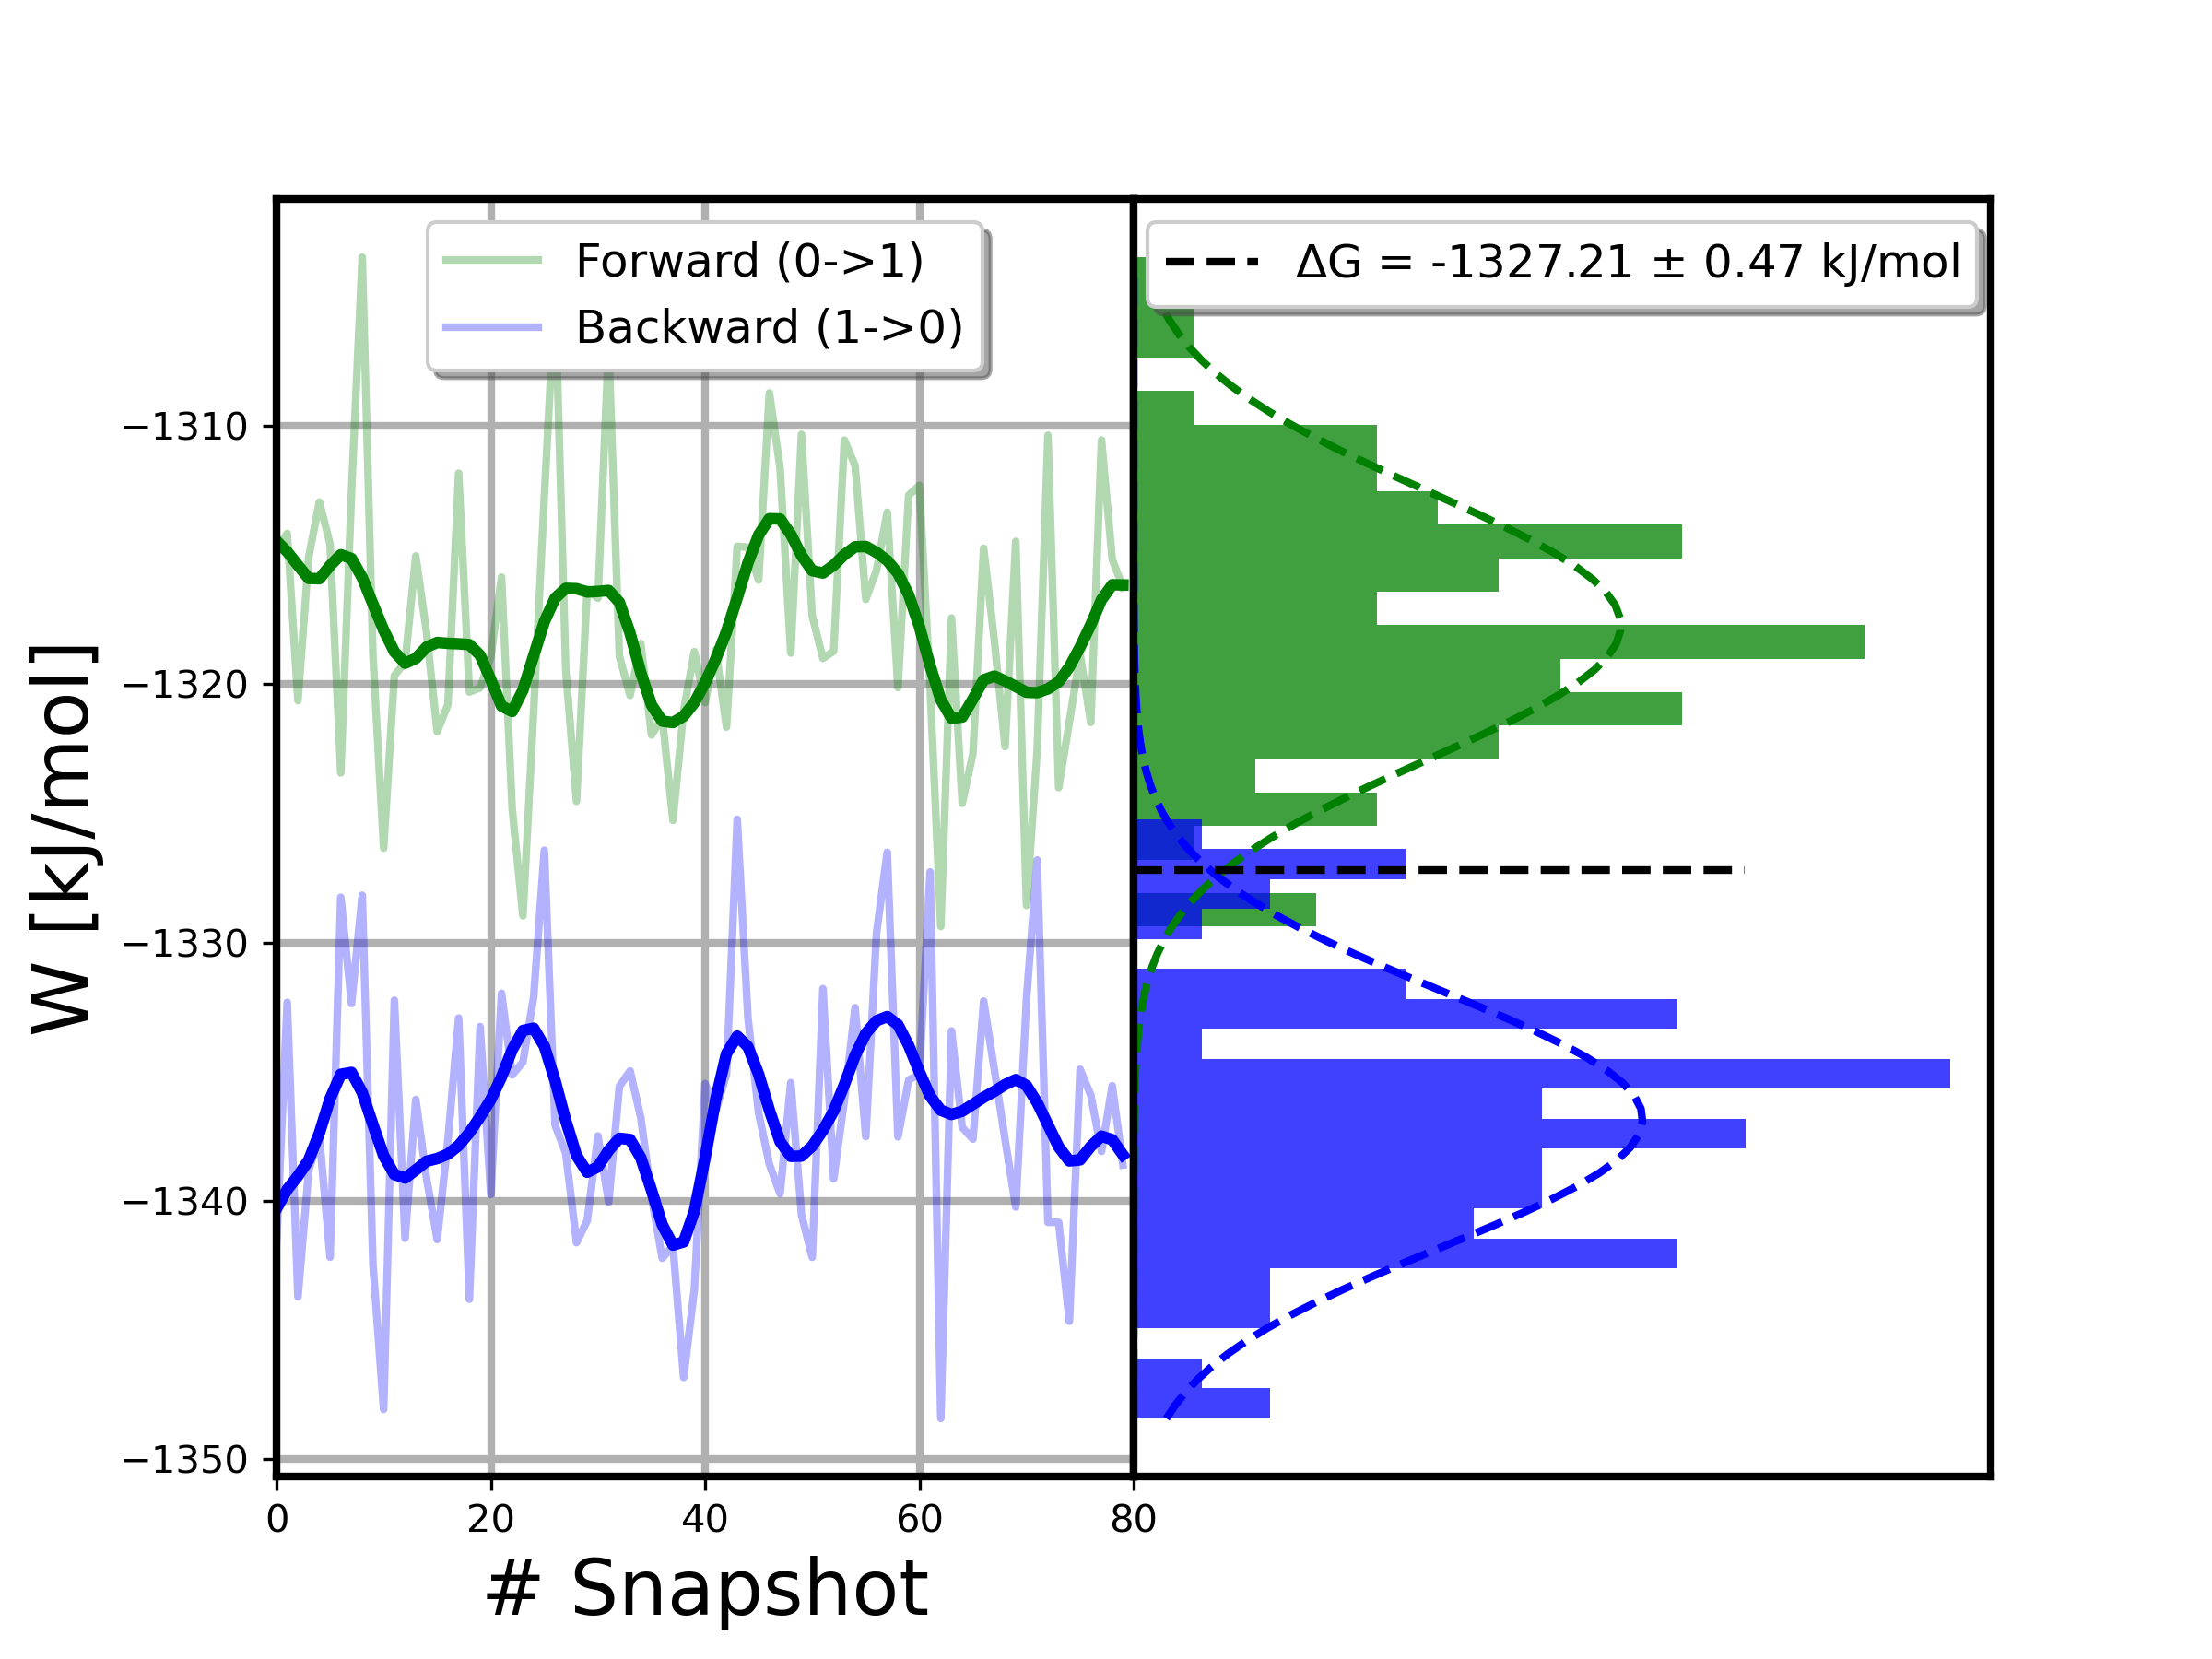 Forward (0->1)
Backward (1->0)
ΔG = -1327.21 ± 0.47 kJ/mol
W [kJ/mol]
−1310
−1320
−1330
−1340
−1350
0 20 40 60 80
# Snapshot